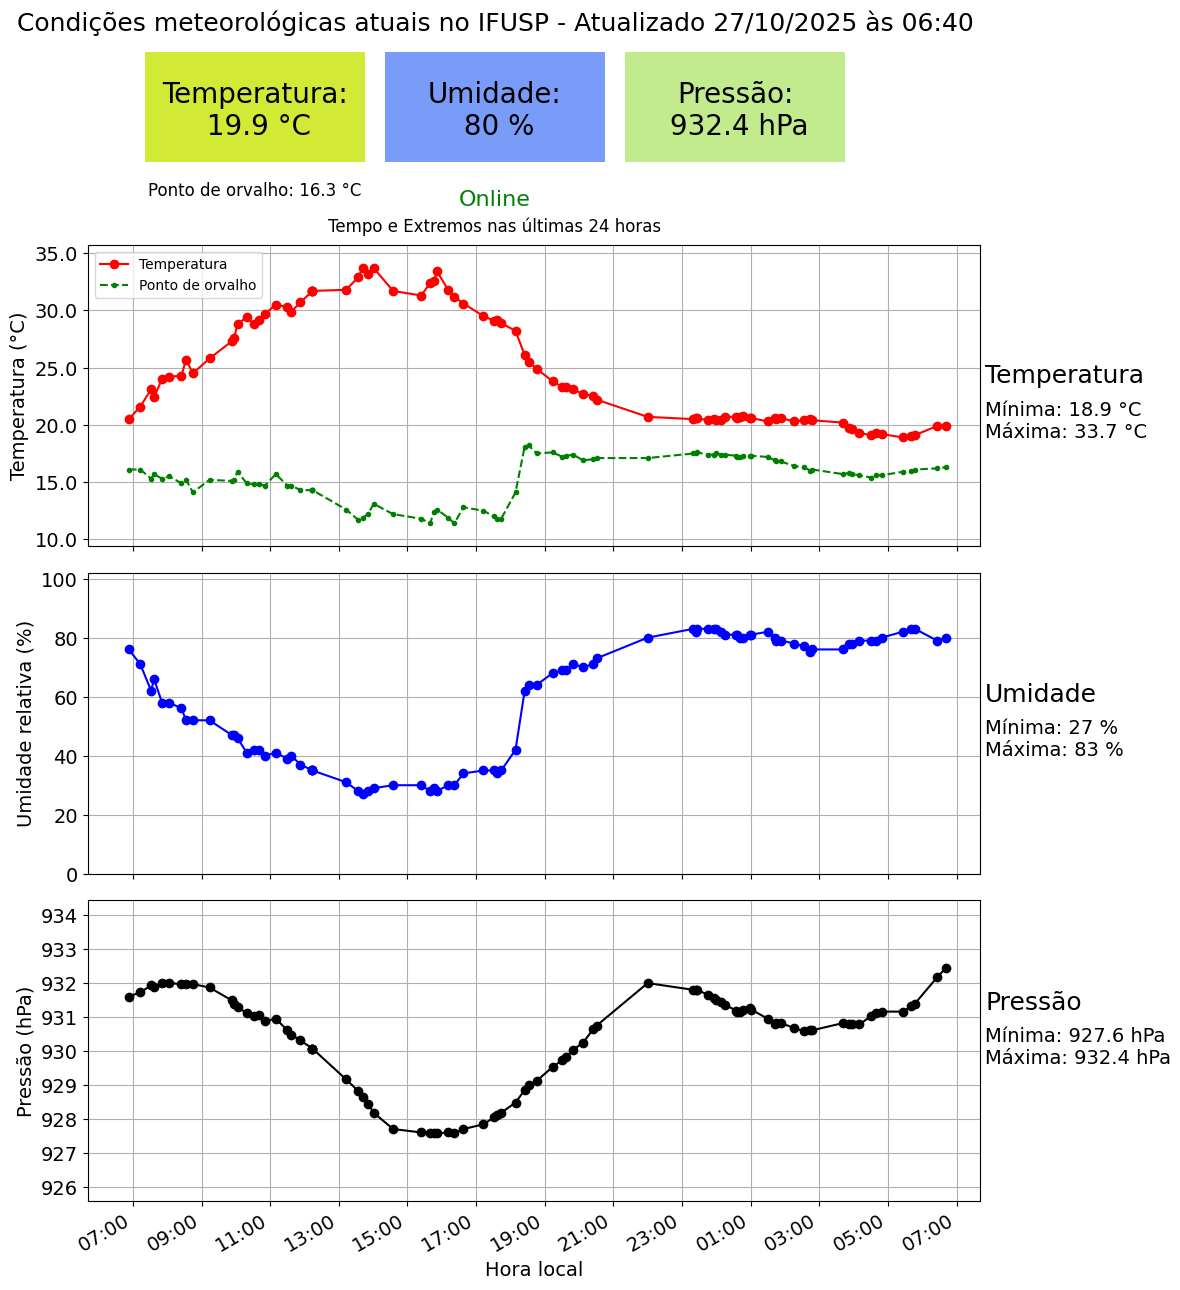 Condições meteorológicas atuais no IFUSP - Atualizado 27/10/2025 às 06:40
Temperatura:
19.9 °C
Umidade:
80 %
Pressão:
932.4 hPa
Ponto de orvalho: 16.3 °C
Online
Tempo e Extremos nas últimas 24 horas
Temperatura
Ponto de orvalho
Temperatura (°C)
35.0
30.0
25.0
20.0
15.0
10.0
Temperatura
Mínima: 18.9 °C
Máxima: 33.7 °C
Umidade relativa (%)
100
80
60
40
20
0
Umidade
Mínima: 27 %
Máxima: 83 %
Pressão (hPa)
934
933
932
931
930
929
928
927
926
Pressão
Mínima: 927.6 hPa
Máxima: 932.4 hPa
07:00
09:00
11:00
13:00
15:00
17:00
19:00
21:00
23:00
01:00
03:00
05:00
07:00
Hora local